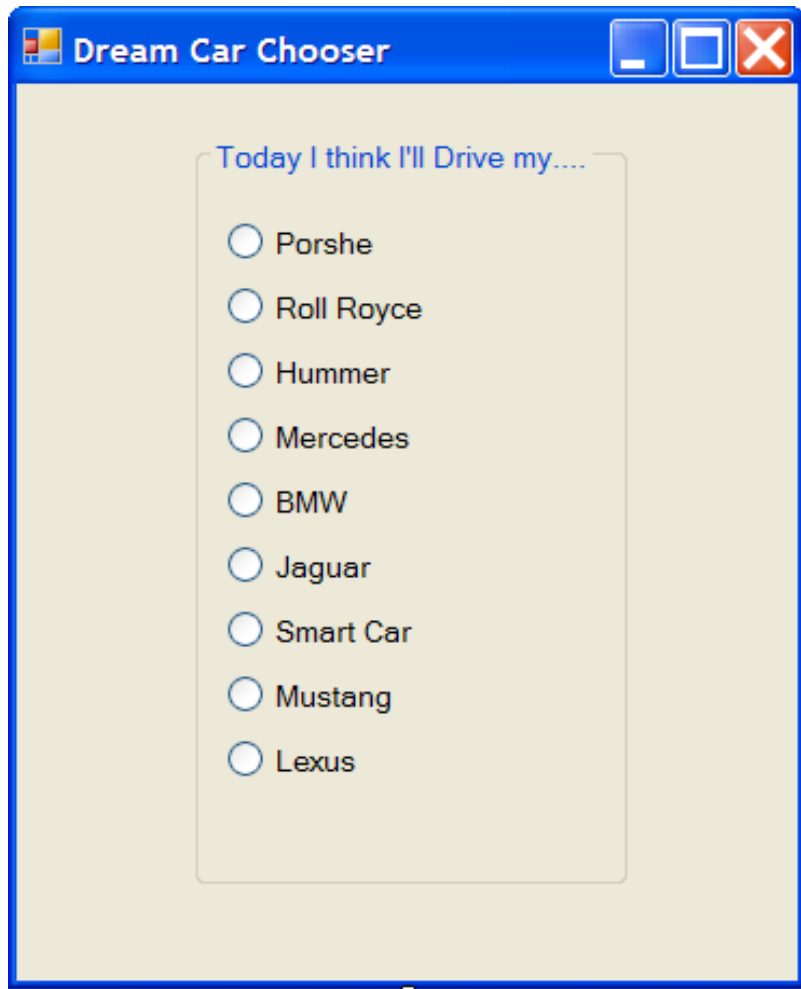 Dream Car Chooser
Today I think I'll Drive my....
Porshe
Roll Royce
Hummer
Mercedes
BMW
Jaguar
Smart Car
Mustang
Lexus